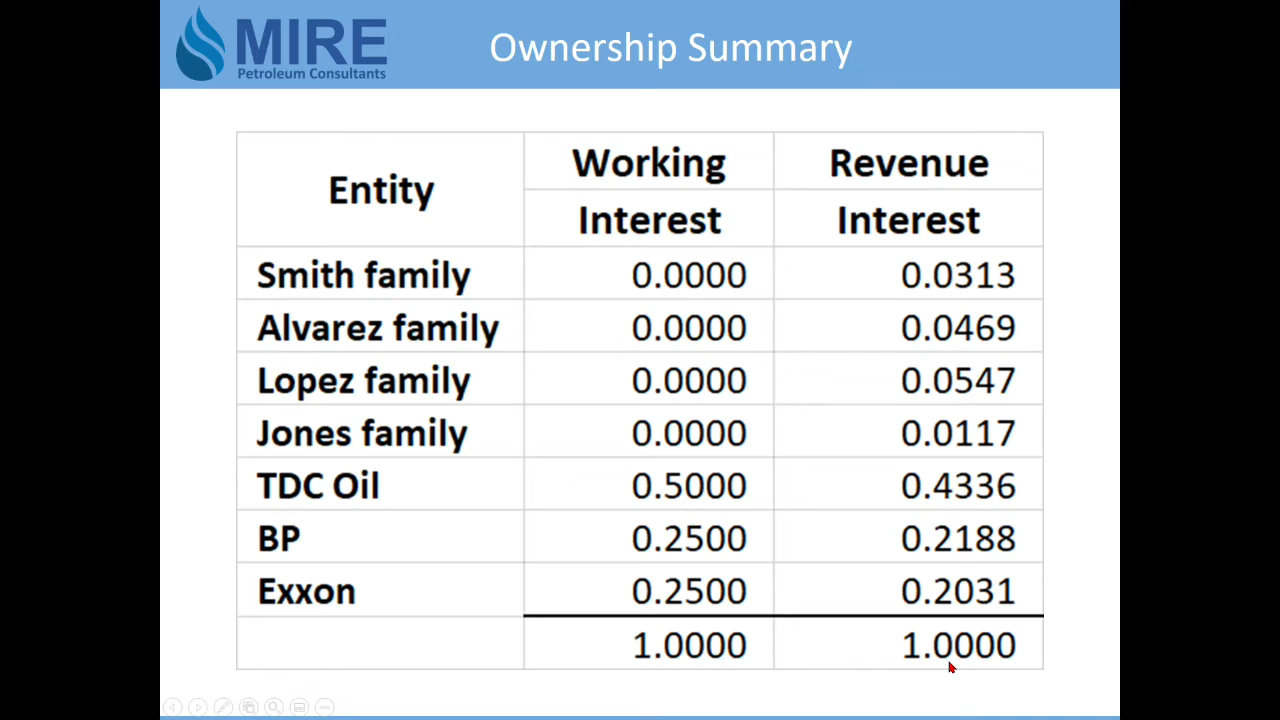 MIRE
Petroleum Consultants
Ownership Summary
Entity
Working
Interest
Revenue
Interest
Smith family 0.0000 0.0313
Alvarez family 0.0000 0.0469
Lopez family 0.0000 0.0547
Jones family 0.0000 0.0117
TDC Oil 0.5000 0.4336
BP 0.2500 0.2188
Exxon 0.2500 0.2031
1.0000 1.0000